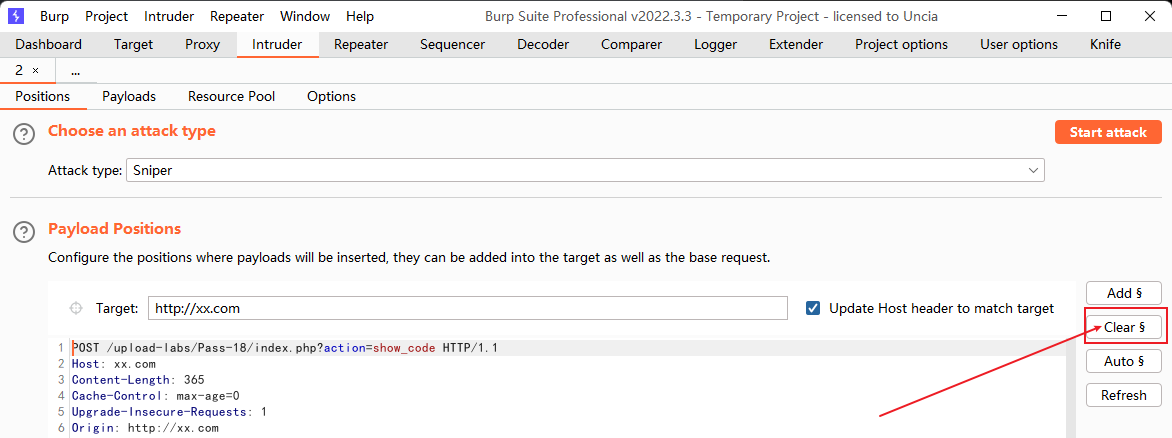 Burp Project Intruder Repeater Window Help Burp Suite Professional v2022.3.3 - Temporary Project - licensed to Uncia
Dashboard Target Proxy Intruder Repeater Sequencer Decoder Comparer Logger Extender Project options User options Knife
2 × ...
Positions Payloads Resource Pool Options
? Choose an attack type Start attack
Attack type: Sniper
? Payload Positions
Configure the positions where payloads will be inserted, they can be added into the target as well as the base request.
Add §
Target: http://xx.com Update Host header to match target
Clear §
1 POST /upload-labs/Pass-18/index.php?action=show_code HTTP/1.1
2 Host: xx.com
Auto §
3 Content-Length: 365
4 Cache-Control: max-age=0
Refresh
5 Upgrade-Insecure-Requests: 1
6 Origin: http://xx.com